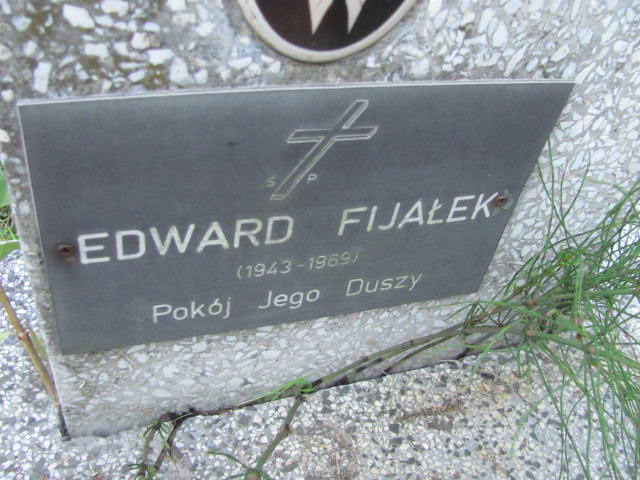 Ś P
EDWARD FIJAŁEK
(1943-1969)
Pokój Jego Duszy